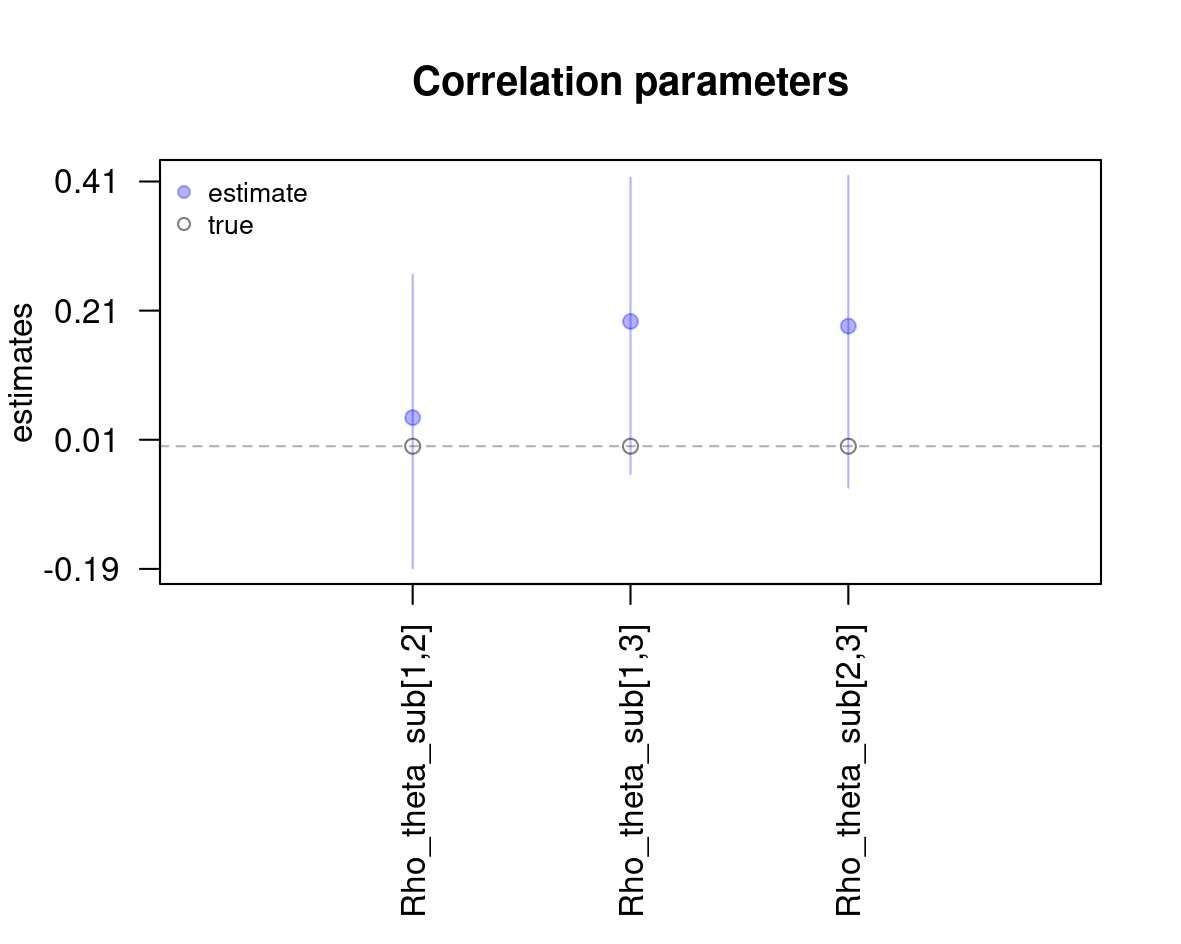 Correlation parameters
0.41
0.21
0.01
-0.19
estimates
estimate
true
Rho_theta_sub[1,2]
Rho_theta_sub[1,3]
Rho_theta_sub[2,3]